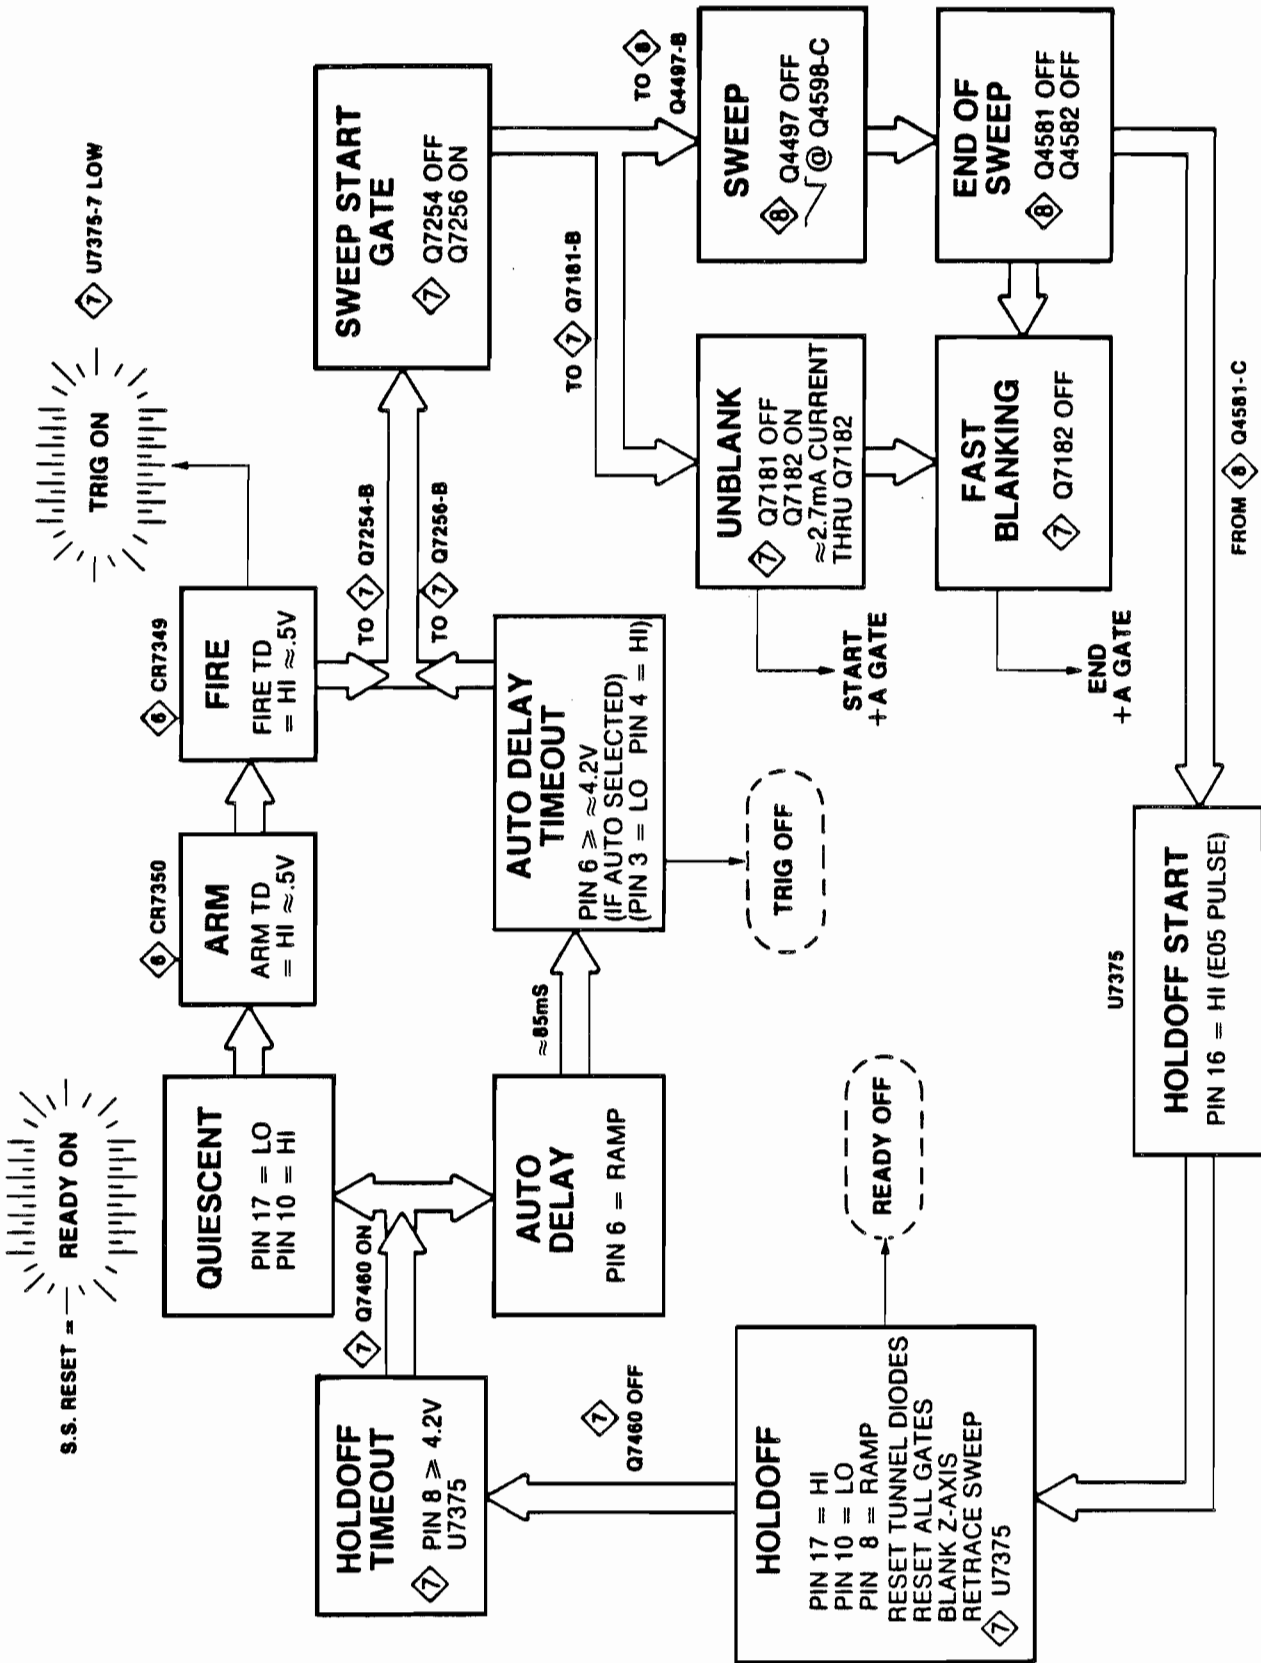 S.S. RESET =
READY ON
QUIESCENT
PIN 17 = LO
PIN 10 = HI
6 CR7350
ARM
ARM TD
= HI ≈.5V
6 CR7349
FIRE
FIRE TD
= HI ≈.5V
TRIG ON
7 U7375-7 LOW
HOLDOFF
TIMEOUT
7 PIN 8 ⩾ 4.2V
U7375
7 Q7460 ON
AUTO
DELAY
PIN 6 = RAMP
≈85mS
AUTO DELAY
TIMEOUT
PIN 6 ⩾ ≈4.2V
(IF AUTO SELECTED)
(PIN 3 = LO PIN 4 = HI)
TRIG OFF
TO 7 Q7254-B
TO 7 Q7256-B
SWEEP START
GATE
7 Q7254 OFF
Q7256 ON
TO 7 Q7181-B
TO 8
Q4497-B
UNBLANK
7 Q7181 OFF
Q7182 ON
≈2.7mA CURRENT
THRU Q7182
START
+A GATE
SWEEP
8 Q4497 OFF
@ Q4598-C
FAST
BLANKING
7 Q7182 OFF
END
+A GATE
END OF
SWEEP
8 Q4581 OFF
Q4582 OFF
FROM 8 Q4581-C
U7375
HOLDOFF START
PIN 16 = HI (E05 PULSE)
HOLDOFF
PIN 17 = HI
PIN 10 = LO
PIN 8 = RAMP
RESET TUNNEL DIODES
RESET ALL GATES
BLANK Z-AXIS
RETRACE SWEEP
7 U7375
READY OFF
7
Q7460 OFF